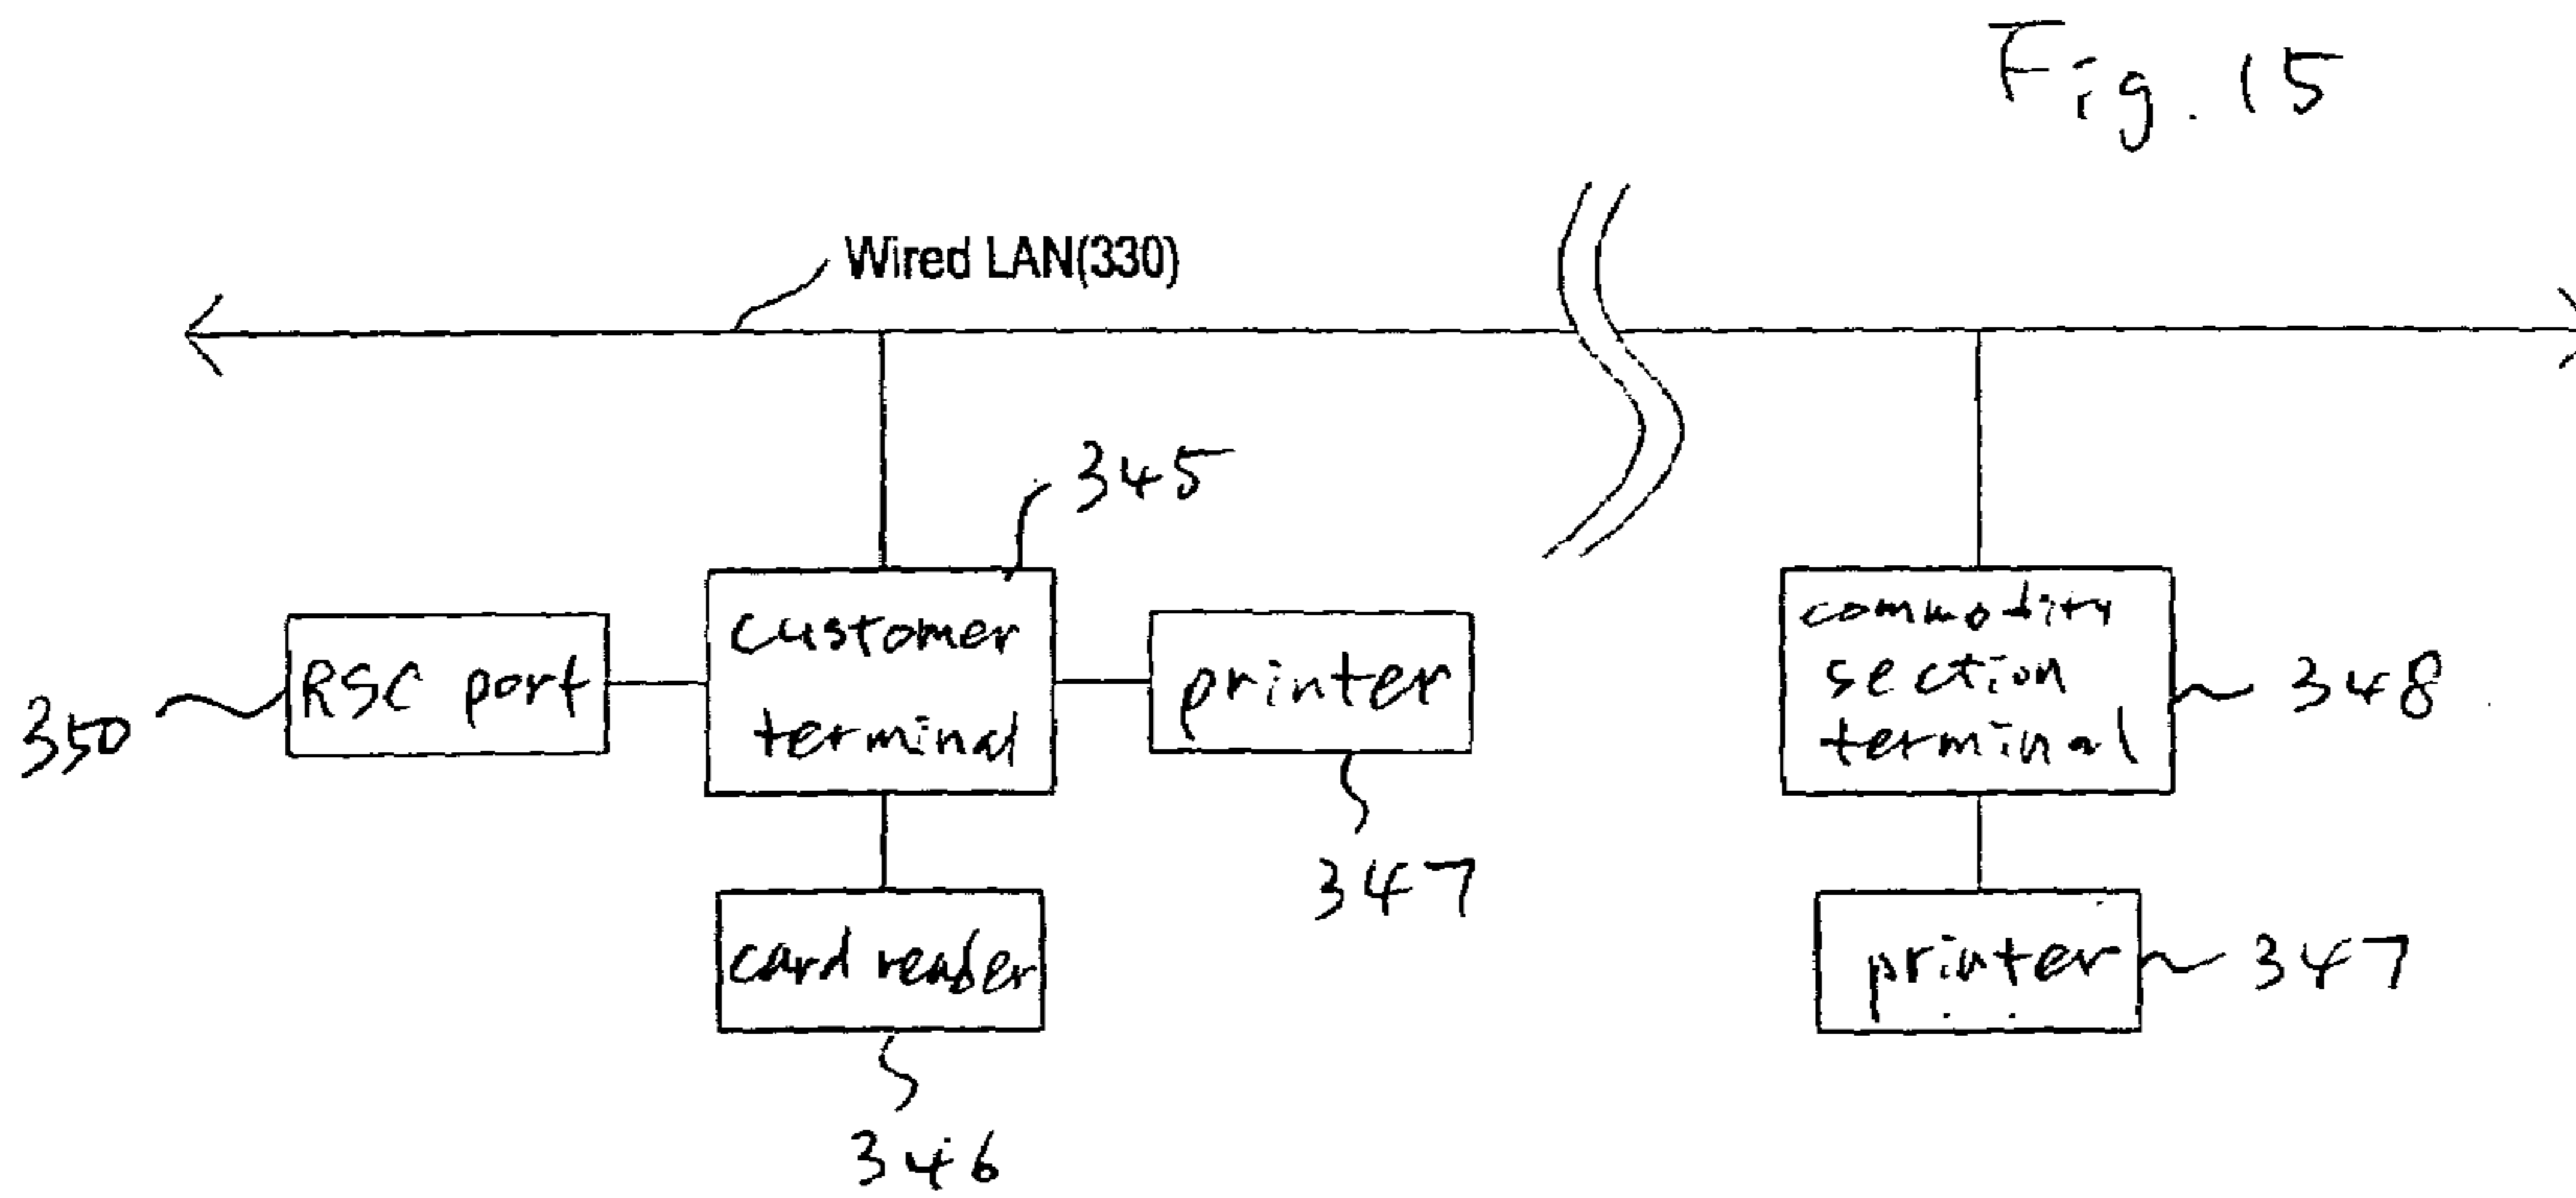 Fig. 15
Wired LAN(330)
345
customer
terminal
RSC port
350
printer
347
card reader
346
commodity
section
terminal
348
printer
347